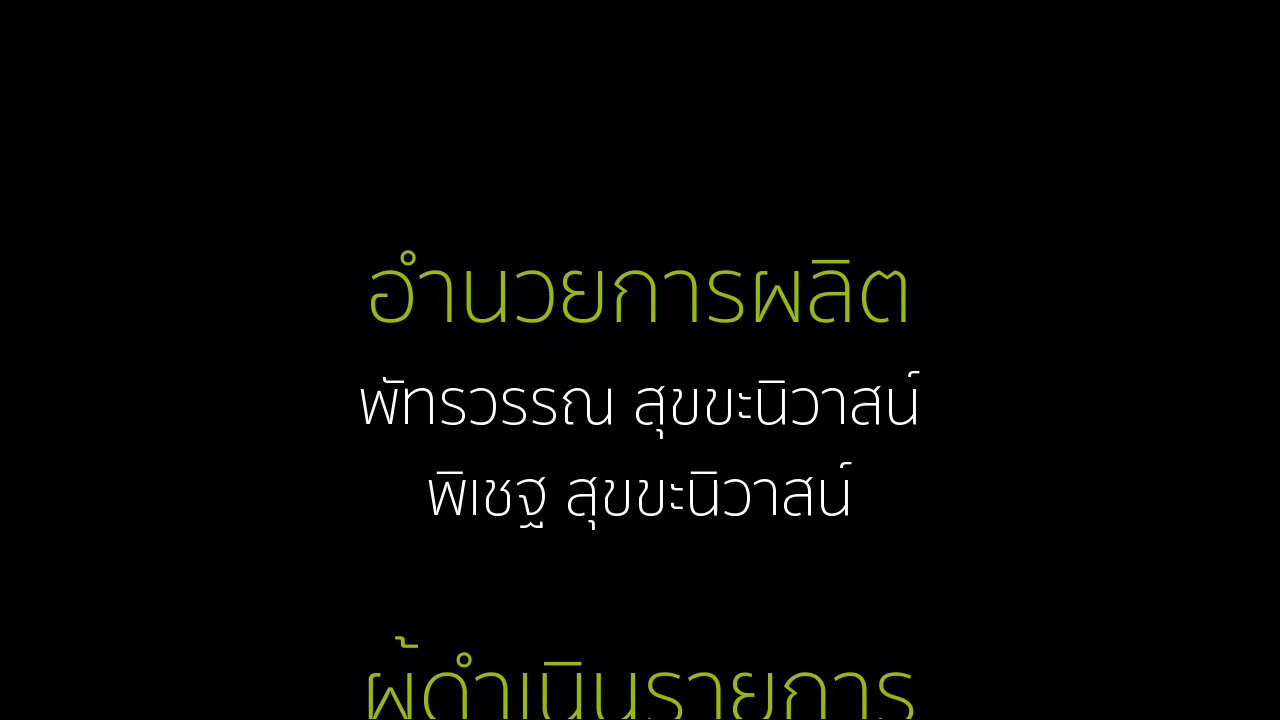 อำนวยการผลิต
พัทรวรรณ สุขขะนิวาสน์
พิเชฐ สุขขะนิวาสน์
ผู้ดำเนินรายการ